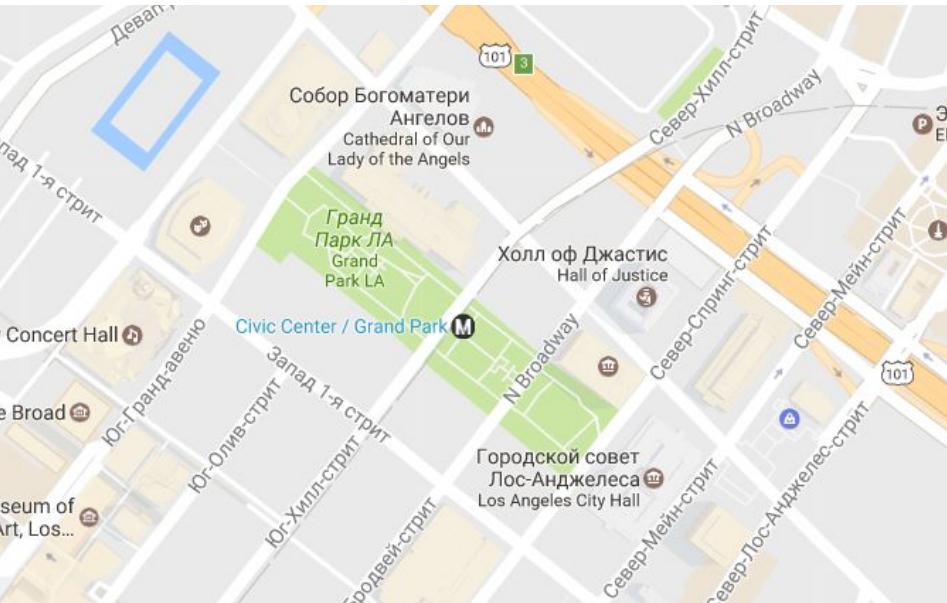 101
3
Деван
Собор Богоматери
Ангелов
Cathedral of Our
Lady of the Angels
Север-Хилл-стрит
N Broadway
P
пад 1-я стрит
Гранд
Парк ЛА
Grand
Park LA
Холл оф Джастис
Hall of Justice
Civic Center / Grand Park
M
Север-Спринг-стрит
Север-Мейн-стрит
101
Concert Hall
Юг-Гранд-авеню
Запад 1-я стрит
N Broadway
e Broad
Юг-Олив-стрит
Юг-Хилл-стрит
Городской совет
Лос-Анджелеса
Los Angeles City Hall
seum of
Art, Los...
родвей-стрит
Север-Мейн-стрит
евер-Лос-Анджелес-стрит